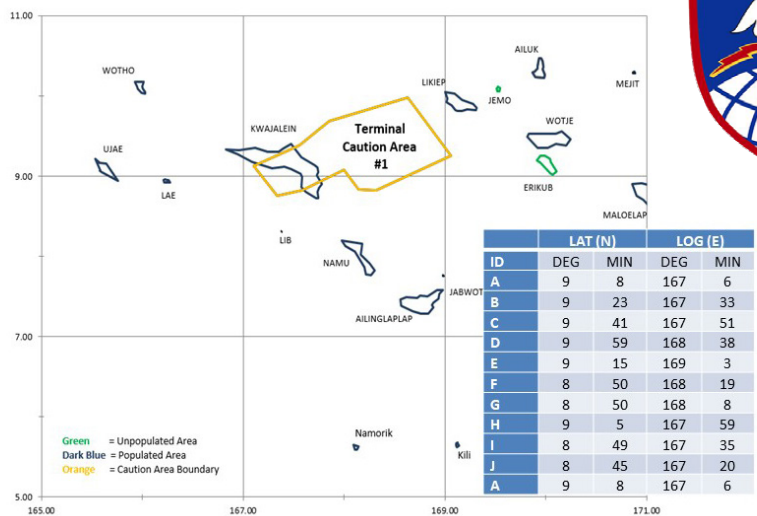 11.00
AILUK
WOTHO
LIKIEP
MEJIT
JEMO
KWAJALEIN
Terminal
Caution Area
#1
WOTJE
UJAE
9.00
LAE
ERIKUB
MALOELAP
LIB
NAMU
JABWOT
AILINGLAPLAP
7.00
LAT (N) LOG (E)
ID DEG MIN DEG MIN
A 9 8 167 6
B 9 23 167 33
C 9 41 167 51
D 9 59 168 38
E 9 15 169 3
F 8 50 168 19
G 8 50 168 8
H 9 5 167 59
I 8 49 167 35
J 8 45 167 20
A 9 8 167 6
Namorik
Kili
Green = Unpopulated Area
Dark Blue = Populated Area
Orange = Caution Area Boundary
5.00
165.00 167.00 169.00 171.00